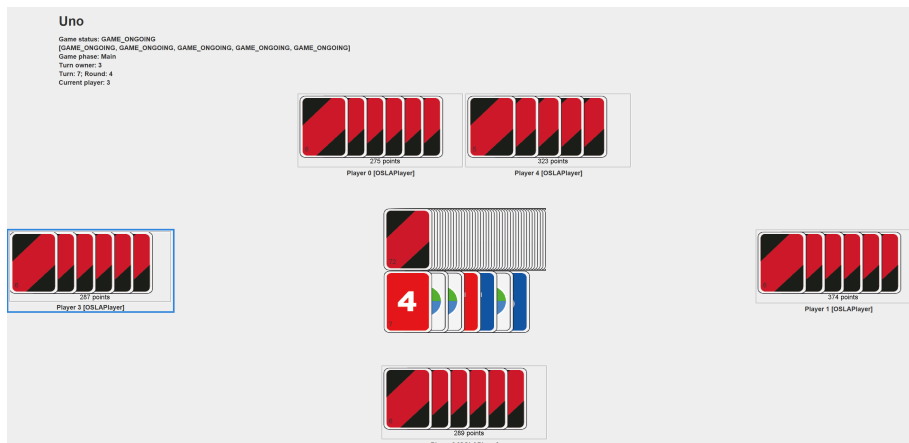 Uno
Game status: GAME_ONGOING
[GAME_ONGOING, GAME_ONGOING, GAME_ONGOING, GAME_ONGOING, GAME_ONGOING]
Game phase: Main
Turn owner: 3
Turn: 7; Round: 4
Current player: 3
275 points
323 points
Player 0 [OSLAPlayer]
Player 4 [OSLAPlayer]
287 points
374 points
Player 3 [OSLAPlayer]
Player 1 [OSLAPlayer]
4
289 points